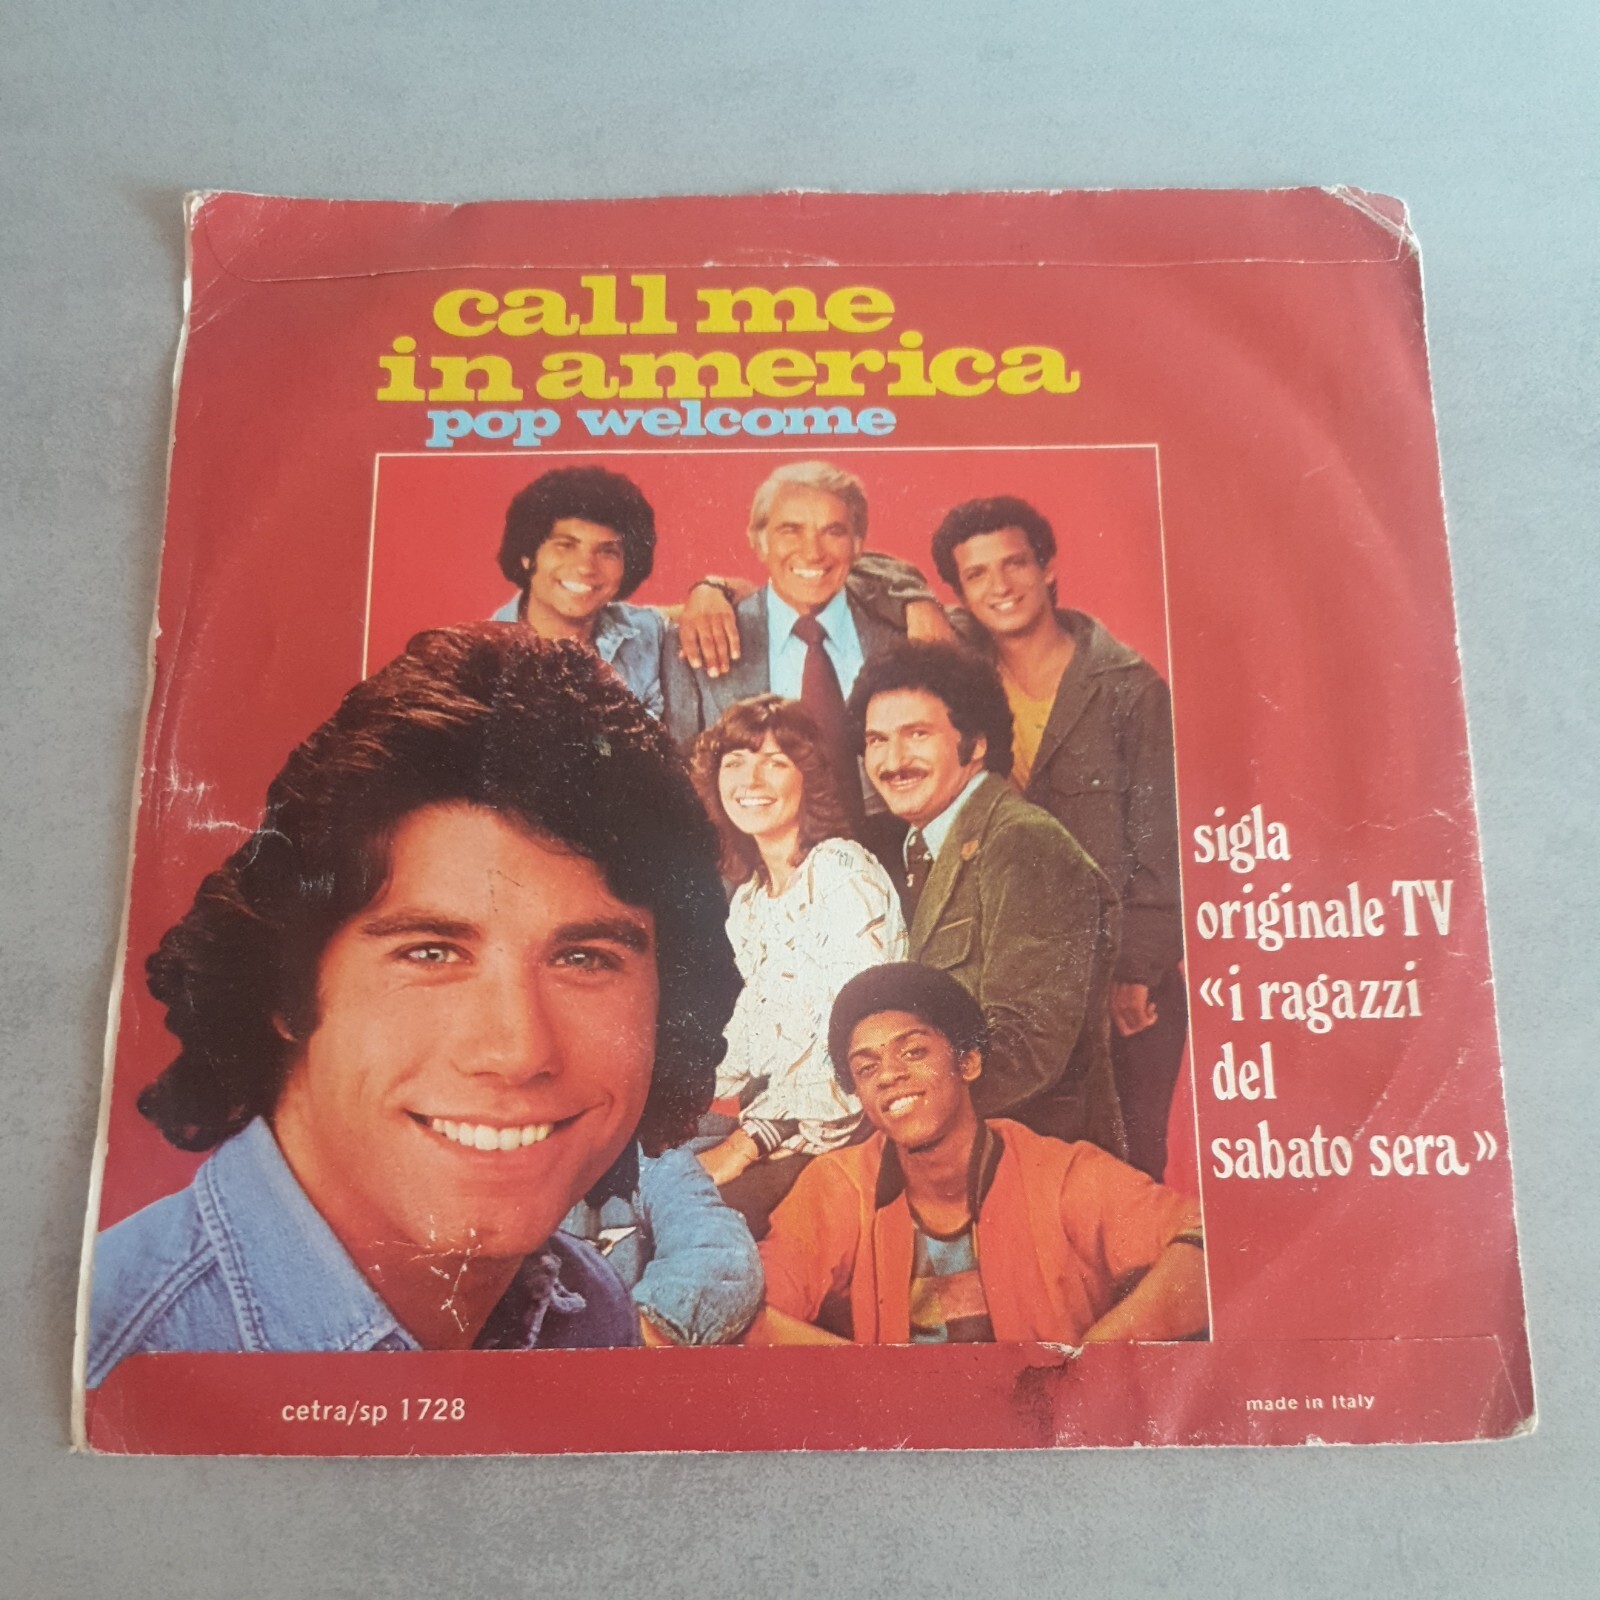 call me
in america
pop welcome
sigla
originale TV
«i ragazzi
del
sabato sera»
cetra/sp 1728
made in Italy